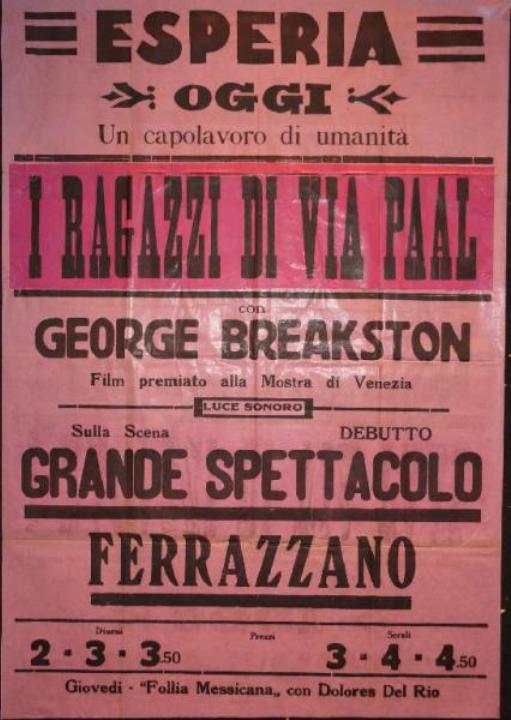 ESPERIA
OGGI
Un capolavoro di umanità
I RAGAZZI DI VIA PAAL
con
GEORGE BREAKSTON
Film premiato alla Mostra di Venezia
LUCE SONORO
Sulla Scena DEBUTTO
GRANDE SPETTACOLO
FERRAZZANO
Diurni Prezzi Serali
2 - 3 - 3.50 3 - 4 - 4.50
Giovedi - "Follia Messicana„ con Dolores Del Rio